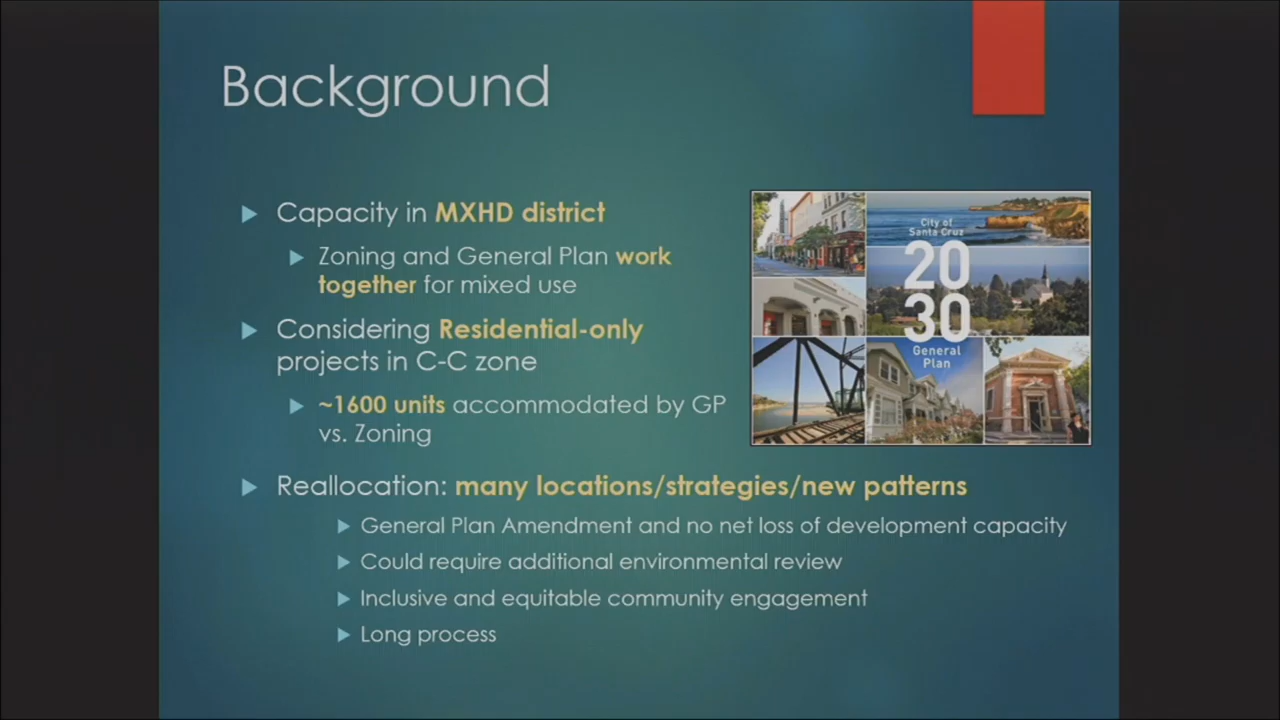 Background
Capacity in MXHD district
Zoning and General Plan work
together for mixed use
Considering Residential-only
projects in C-C zone
~1600 units accommodated by GP
vs. Zoning
Reallocation: many locations/strategies/new patterns
General Plan Amendment and no net loss of development capacity
Could require additional environmental review
Inclusive and equitable community engagement
Long process
City of
Santa Cruz
20
30
General
Plan